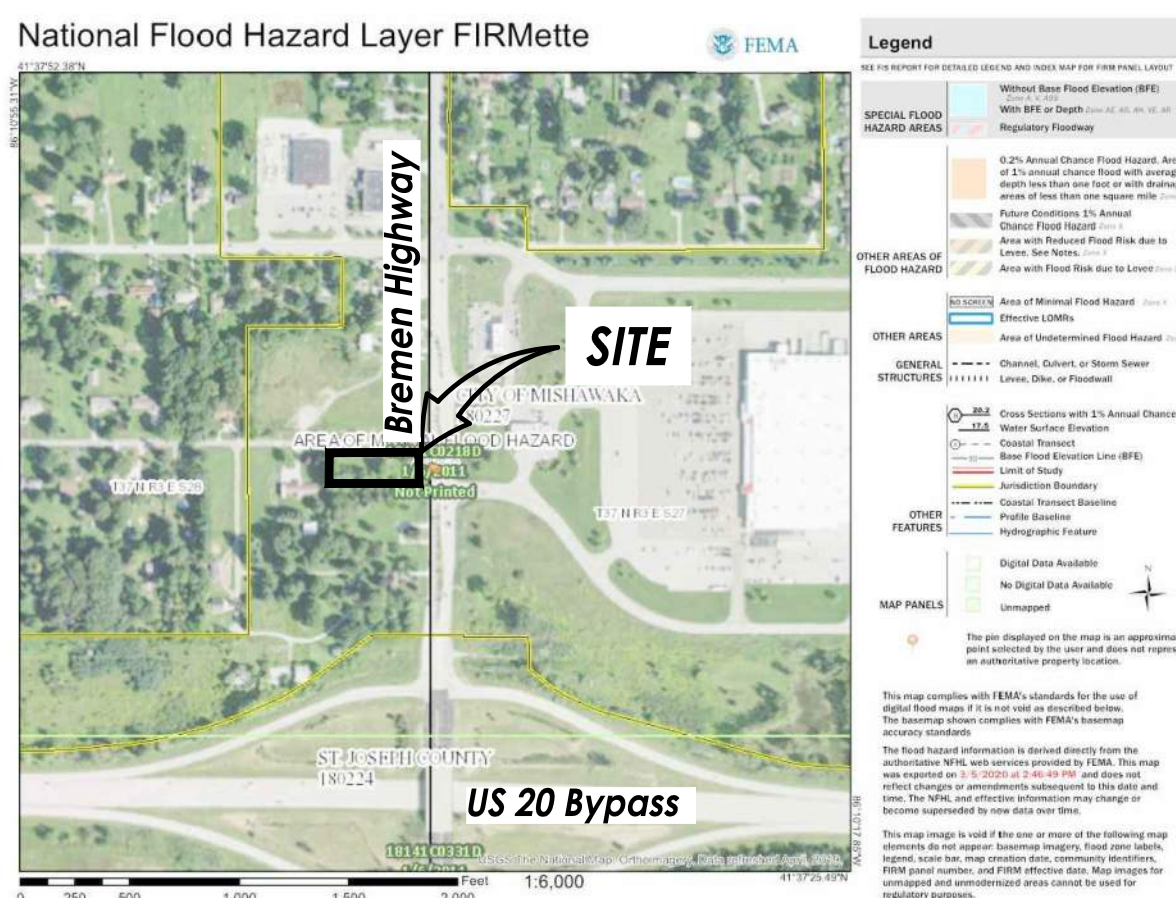 National Flood Hazard Layer FIRMette
FEMA
41°37'52.38"N
86°10'55.31"W
Bremen Highway
SITE
CITY OF MISHAWAKA
80227
AREA OF FLOOD HAZARD
C0218D
2011
Not Printed
T37 N R3 E S28
T37 N R3 E S27
ST. JOSEPH COUNTY
180224
US 20 Bypass
18141C0331D
USGS The National Map: Orthoimagery. Data refreshed April, 2019.
86°10'17.85"W
41°37'25.49"N
Feet
1:6,000
0 250 500 1,000 1,500 2,000
Legend
SEE FIS REPORT FOR DETAILED LEGEND AND INDEX MAP FOR FIRM PANEL LAYOUT
SPECIAL FLOOD
HAZARD AREAS
Without Base Flood Elevation (BFE)
Zone A, V, A99
With BFE or Depth Zone AE, AO, AH, VE, AR
Regulatory Floodway
OTHER AREAS OF
FLOOD HAZARD
0.2% Annual Chance Flood Hazard, Are
of 1% annual chance flood with averag
depth less than one foot or with draina
areas of less than one square mile Zone
Future Conditions 1% Annual
Chance Flood Hazard Zone X
Area with Reduced Flood Risk due to
Levee. See Notes. Zone X
Area with Flood Risk due to Levee Zone
OTHER AREAS
NO SCREEN Area of Minimal Flood Hazard Zone X
Effective LOMRs
Area of Undetermined Flood Hazard
GENERAL
STRUCTURES
Channel, Culvert, or Storm Sewer
Levee, Dike, or Floodwall
OTHER
FEATURES
20.2 Cross Sections with 1% Annual Chance
17.5 Water Surface Elevation
Coastal Transect
Base Flood Elevation Line (BFE)
Limit of Study
Jurisdiction Boundary
Coastal Transect Baseline
Profile Baseline
Hydrographic Feature
MAP PANELS
Digital Data Available
No Digital Data Available
Unmapped
N
The pin displayed on the map is an approxima
point selected by the user and does not repres
an authoritative property location.
This map complies with FEMA's standards for the use of
digital flood maps if it is not void as described below.
The basemap shown complies with FEMA's basemap
accuracy standards
The flood hazard information is derived directly from the
authoritative NFHL web services provided by FEMA. This map
was exported on 3/5/2020 at 2:46:49 PM and does not
reflect changes or amendments subsequent to this date and
time. The NFHL and effective information may change or
become superseded by new data over time.
This map image is void if the one or more of the following map
elements do not appear: basemap imagery, flood zone labels,
legend, scale bar, map creation date, community identifiers,
FIRM panel number, and FIRM effective date. Map images for
unmapped and unmodernized areas cannot be used for
regulatory purposes.